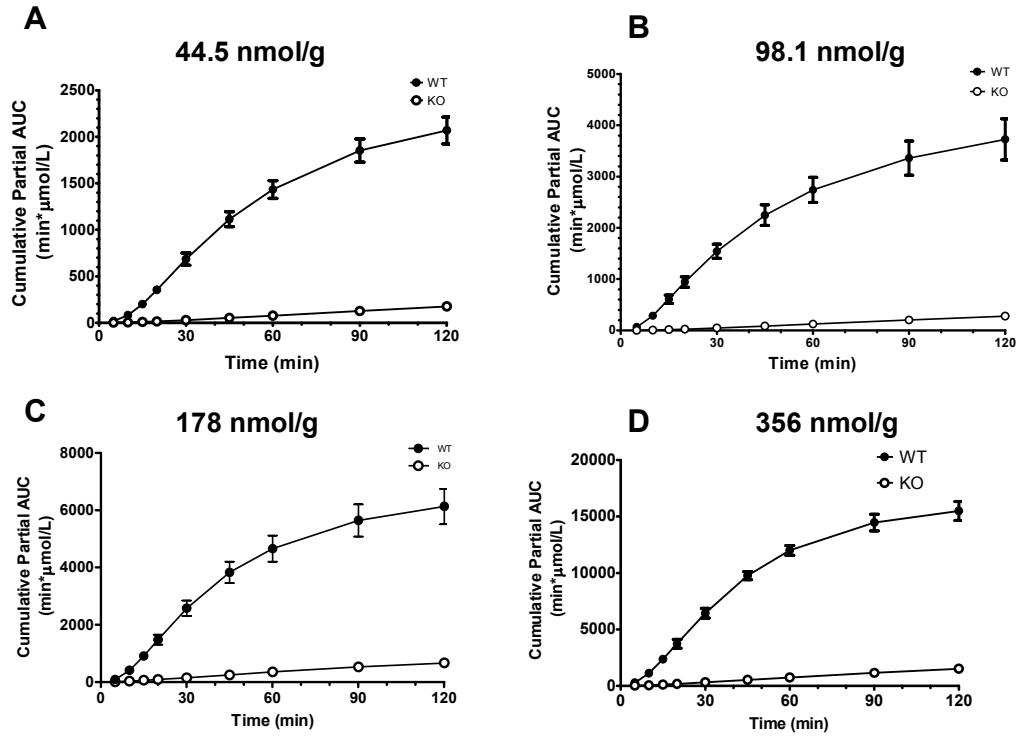 A
44.5 nmol/g
WT
KO
2500
2000
1500
1000
500
0
Cumulative Partial AUC
(min*μmol/L)
0 30 60 90 120
Time (min)
B
98.1 nmol/g
WT
KO
5000
4000
3000
2000
1000
0
Cumulative Partial AUC
(min*μmol/L)
0 30 60 90 120
Time (min)
C
178 nmol/g
WT
KO
8000
6000
4000
2000
0
Cumulative Partial AUC
(min*μmol/L)
0 30 60 90 120
Time (min)
D
356 nmol/g
WT
KO
20000
15000
10000
5000
0
Cumulative Partial AUC
(min*μmol/L)
0 30 60 90 120
Time (min)